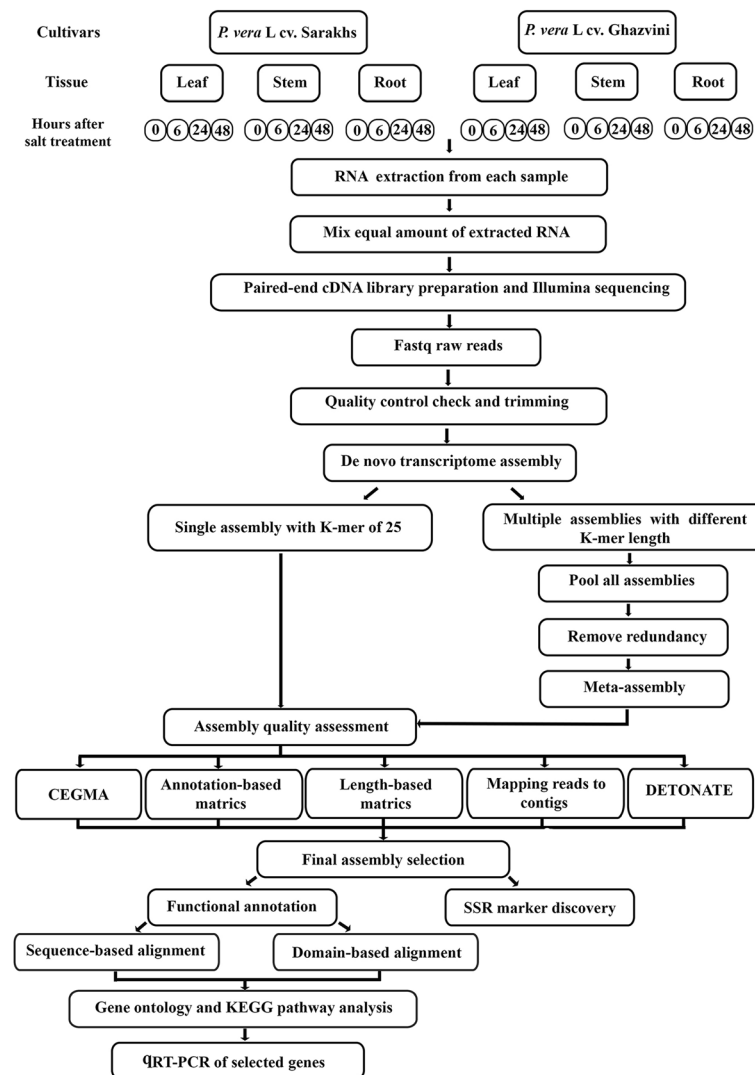 Cultivars
P. vera L cv. Sarakhs
P. vera L cv. Ghazvini
Tissue
Leaf
Stem
Root
Leaf
Stem
Root
Hours after
salt treatment
0 6 24 48
0 6 24 48
0 6 24 48
0 6 24 48
0 6 24 48
0 6 24 48
RNA extraction from each sample
Mix equal amount of extracted RNA
Paired-end cDNA library preparation and Illumina sequencing
Fastq raw reads
Quality control check and trimming
De novo transcriptome assembly
Single assembly with K-mer of 25
Multiple assemblies with different
K-mer length
Pool all assemblies
Remove redundancy
Meta-assembly
Assembly quality assessment
CEGMA
Annotation-based
matrics
Length-based
matrics
Mapping reads to
contigs
DETONATE
Final assembly selection
Functional annotation
SSR marker discovery
Sequence-based alignment
Domain-based alignment
Gene ontology and KEGG pathway analysis
qRT-PCR of selected genes